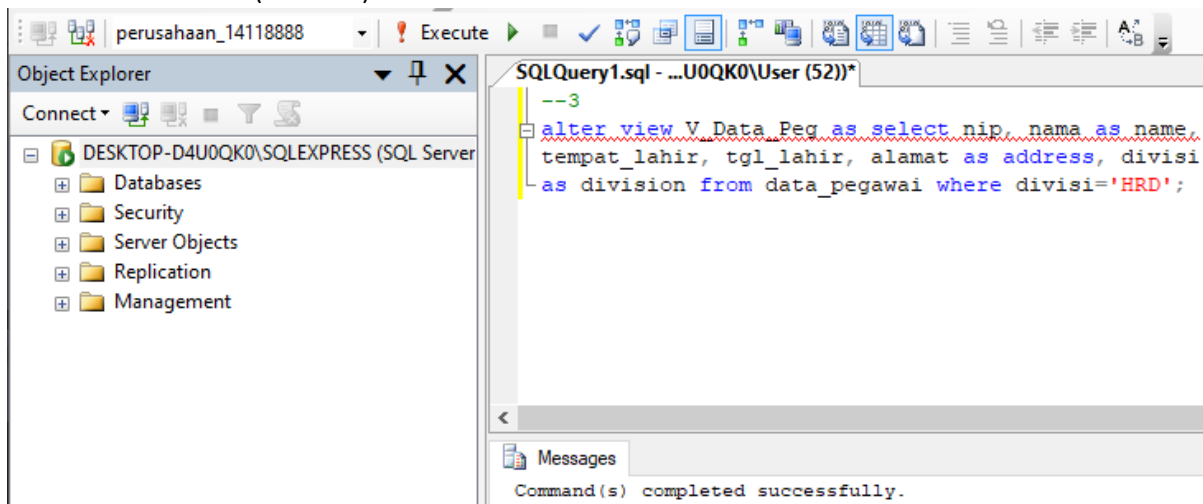 perusahaan_14118888
Execute
Object Explorer
Connect
DESKTOP-D4U0QK0\SQLEXPRESS (SQL Server
Databases
Security
Server Objects
Replication
Management
SQLQuery1.sql - ...U0QK0\User (52))*
--3
alter view V_Data_Peg as select nip, nama as name,
tempat_lahir, tgl_lahir, alamat as address, divisi
as division from data_pegawai where divisi='HRD';
Messages
Command(s) completed successfully.